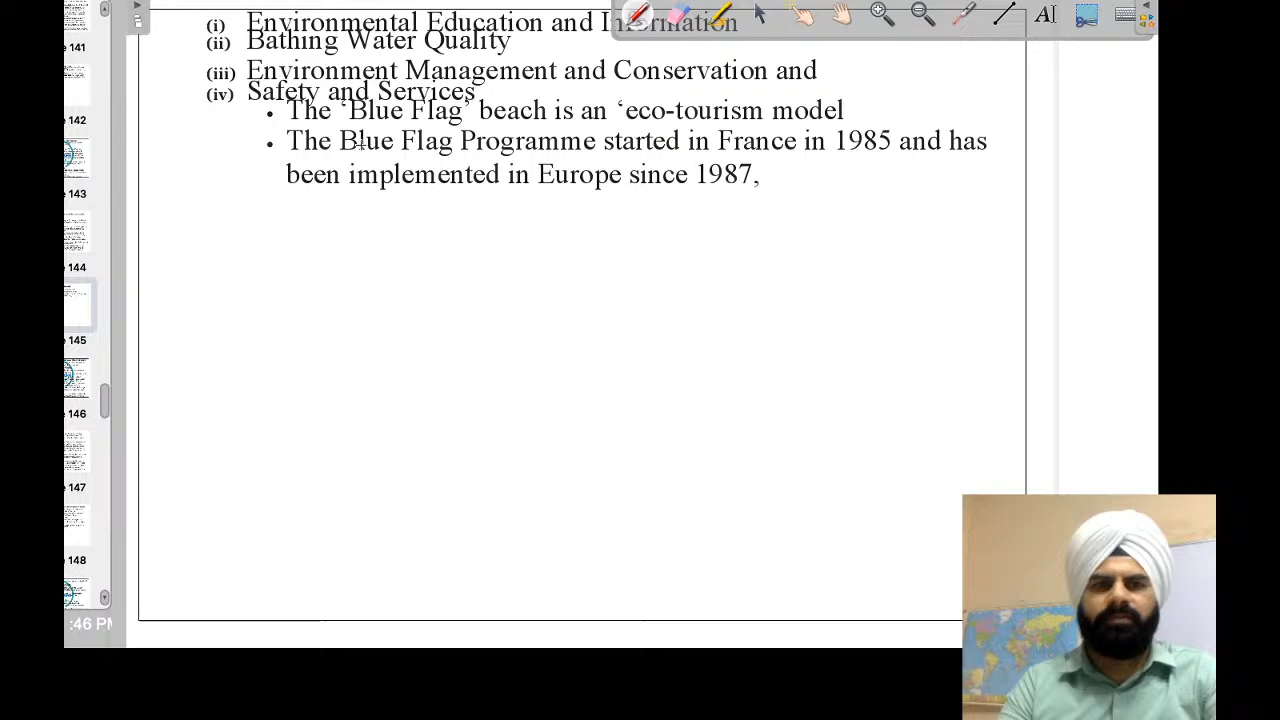 (i) Environmental Education and Information
(ii) Bathing Water Quality
(iii) Environment Management and Conservation and
(iv) Safety and Services
• The ‘Blue Flag’ beach is an ‘eco-tourism model
• The Blue Flag Programme started in France in 1985 and has
been implemented in Europe since 1987,
141
142
143
144
145
146
147
148
:46 PM
AI